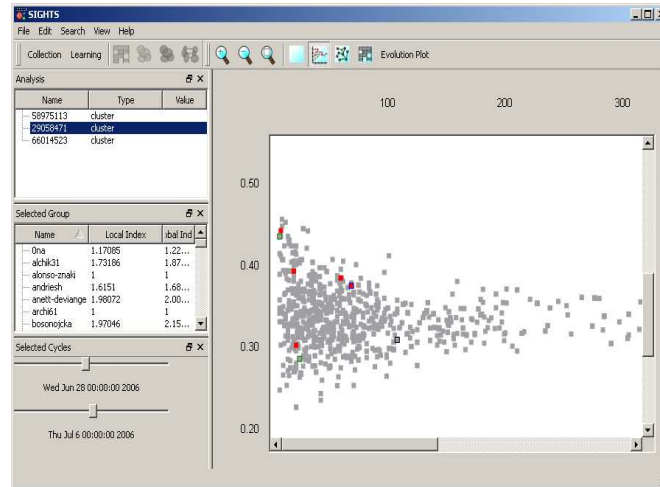 SIGHTS
File Edit Search View Help
Collection Learning Evolution Plot
Analysis
Name Type Value
58975113 cluster
29058471 cluster
66014523 cluster
Selected Group
Name Local Index obal Ind
0na 1.17085 1.22...
alchik31 1.73186 1.87...
alonso-znaki 1 1
andriesh 1.6151 1.68...
anett-deviange 1.98072 2.00...
archi61 1 1
bosonojcka 1.97046 2.15...
Selected Cycles
Wed Jun 28 00:00:00 2006
Thu Jul 6 00:00:00 2006
100 200 300
0.50
0.40
0.30
0.20